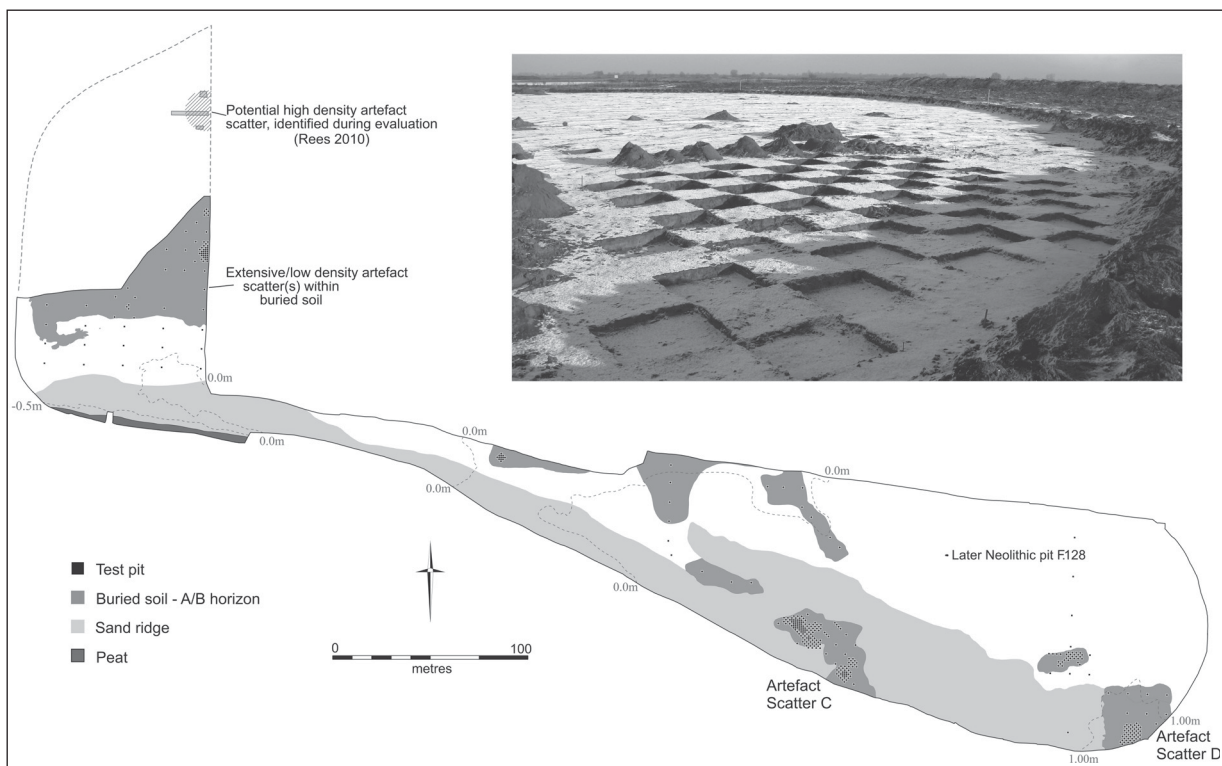 Potential high density artefact
scatter, identified during evaluation
(Rees 2010)
Extensive/low density artefact
scatter(s) within
buried soil
0.0m
-0.5m
0.0m
0.0m
0.0m
0.0m
0.0m
Later Neolithic pit F.128
Test pit
Buried soil - A/B horizon
Sand ridge
Peat
0 100
metres
Artefact
Scatter C
1.00m
1.00m
Artefact
Scatter D